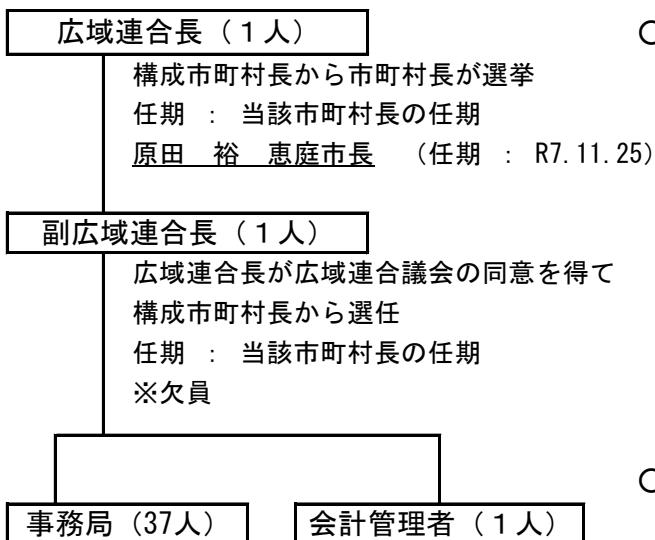 広域連合長（１人）
○
構成市町村長から市町村長が選挙
任期 ： 当該市町村長の任期
原田 裕 恵庭市長 （任期 ： R7.11.25）
副広域連合長（１人）
広域連合長が広域連合議会の同意を得て
構成市町村長から選任
任期 ： 当該市町村長の任期
※欠員
○
事務局（37人） 会計管理者（１人）